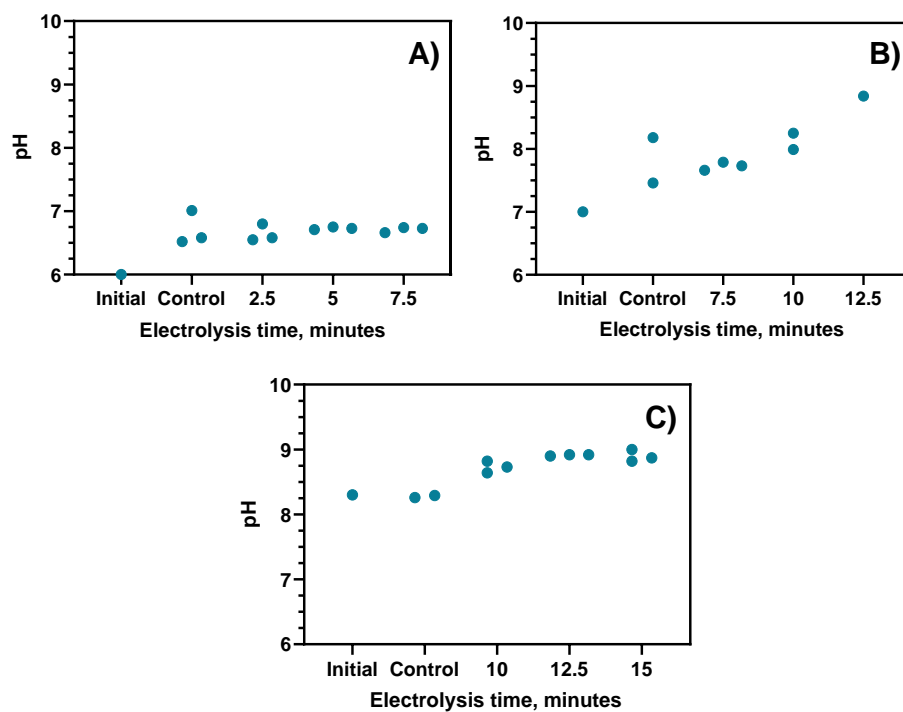 A)
10
9
8
7
6
pH
Initial Control 2.5 5 7.5
Electrolysis time, minutes
B)
10
9
8
7
6
pH
Initial Control 7.5 10 12.5
Electrolysis time, minutes
C)
10
9
8
7
6
pH
Initial Control 10 12.5 15
Electrolysis time, minutes